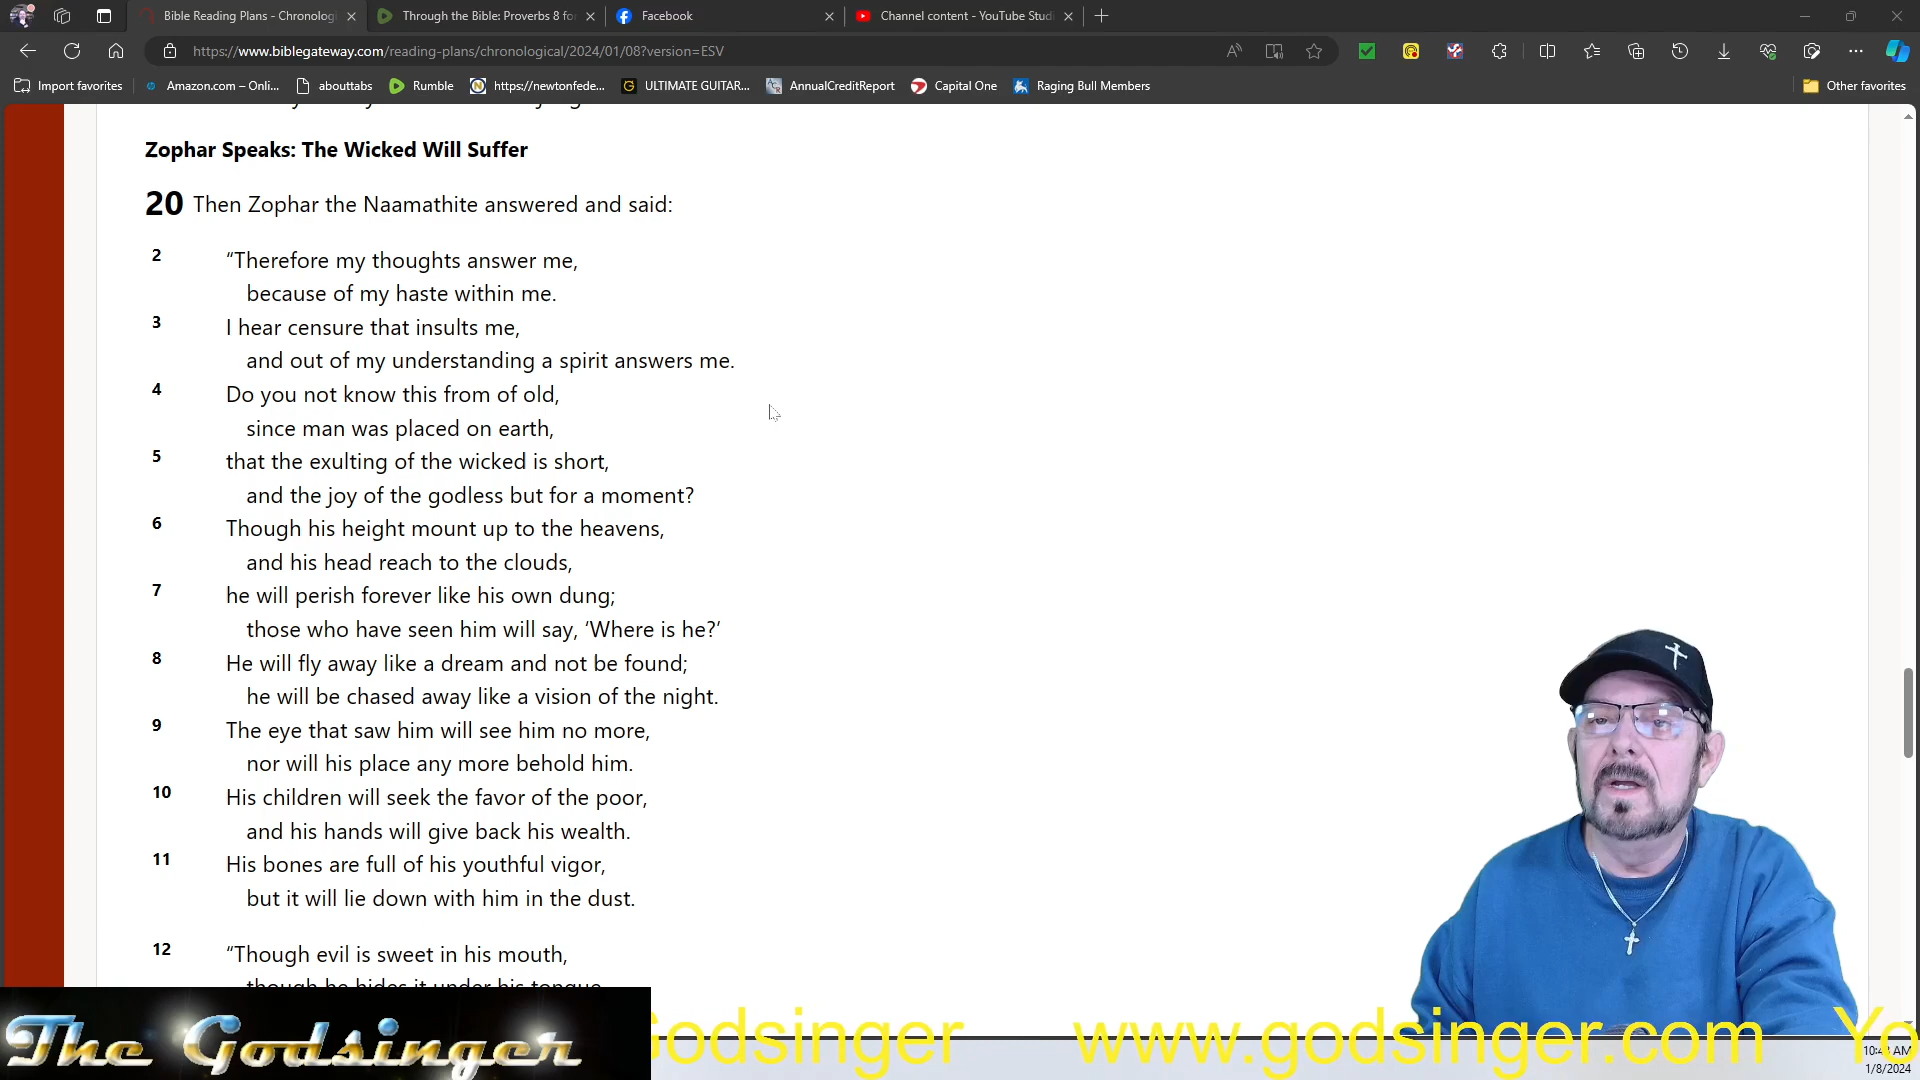 Bible Reading Plans - Chronologi
Through the Bible: Proverbs 8 for
Facebook
Channel content - YouTube Studi
https://www.biblegateway.com/reading-plans/chronological/2024/01/08?version=ESV
Import favorites
Amazon.com – Onli...
abouttabs
Rumble
https://newtonfede...
ULTIMATE GUITAR...
AnnualCreditReport
Capital One
Raging Bull Members
Other favorites
Zophar Speaks: The Wicked Will Suffer
20 Then Zophar the Naamathite answered and said:
2 “Therefore my thoughts answer me,
because of my haste within me.
3 I hear censure that insults me,
and out of my understanding a spirit answers me.
4 Do you not know this from of old,
since man was placed on earth,
5 that the exulting of the wicked is short,
and the joy of the godless but for a moment?
6 Though his height mount up to the heavens,
and his head reach to the clouds,
7 he will perish forever like his own dung;
those who have seen him will say, ‘Where is he?’
8 He will fly away like a dream and not be found;
he will be chased away like a vision of the night.
9 The eye that saw him will see him no more,
nor will his place any more behold him.
10 His children will seek the favor of the poor,
and his hands will give back his wealth.
11 His bones are full of his youthful vigor,
but it will lie down with him in the dust.
12 “Though evil is sweet in his mouth,
though he hides it under his tongue
The Godsinger
Godsinger www.godsinger.com Yo
AM
1/8/2024